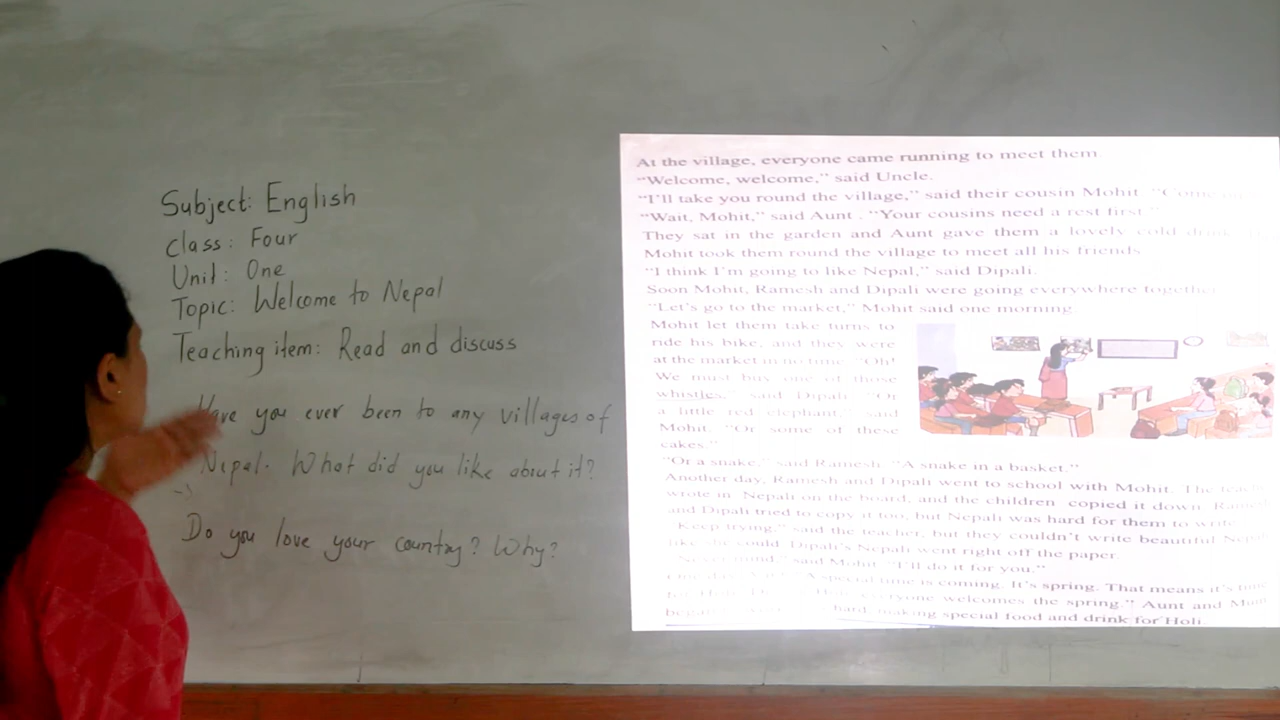 Subject: English
Class: Four
Unit: One
Topic: Welcome to Nepal
Teaching item: Read and discuss
Have you ever been to any villages of
Nepal. What did you like about it?
Do you love your country? Why?
At the village, everyone came running to meet them.
"Welcome, welcome," said Uncle.
"I'll take you round the village," said their cousin Mohit. "Come
"Wait, Mohit," said Aunt . "Your cousins need a rest first."
They sat in the garden and Aunt gave them a lovely cold drink.
Mohit took them round the village to meet all his friends.
"I think I'm going to like Nepal," said Dipali.
Soon Mohit, Ramesh and Dipali were going everywhere together.
"Let's go to the market," Mohit said one morning.
Mohit let them take turns to
ride his bike, and they were
at the market in no time. "Oh!
We must buy one of those
whistles," said Dipali. "Or
a little red elephant," said
Mohit. "Or some of these
cakes."
"Or a snake," said Ramesh. "A snake in a basket."
Another day, Ramesh and Dipali went to school with Mohit. The
wrote in Nepali on the board, and the children copied it down.
and Dipali tried to copy it too, but Nepali was hard for them to write.
"Keep trying," said the teacher, but they couldn't write beautiful
like she could. Dipali's Nepali went right off the paper.
said Mohit. "I'll do it for you."
"A special time is coming. It's spring. That means it's time
for Holi. everyone welcomes the spring." Aunt and
hard, making special food and drink for Holi.